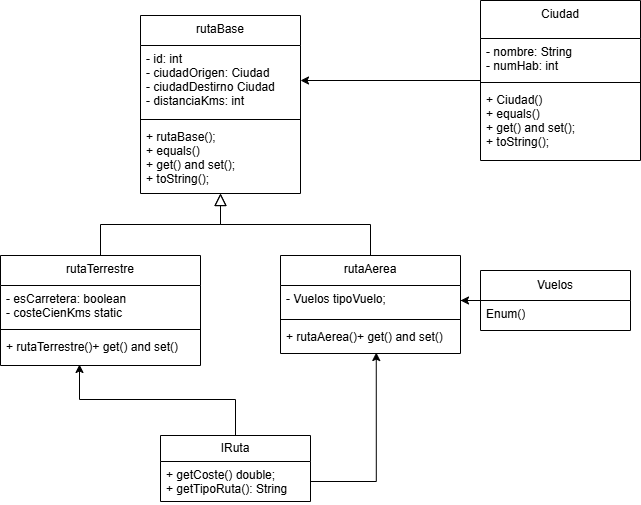 rutaBase
- id: int
- ciudadOrigen: Ciudad
- ciudadDestirno Ciudad
- distanciaKms: int
+ rutaBase();
+ equals()
+ get() and set();
+ toString();
Ciudad
- nombre: String
- numHab: int
+ Ciudad()
+ equals()
+ get() and set();
+ toString();
rutaTerrestre
- esCarretera: boolean
- costeCienKms static
+ rutaTerrestre()+ get() and set()
rutaAerea
- Vuelos tipoVuelo;
+ rutaAerea()+ get() and set()
Vuelos
Enum()
IRuta
+ getCoste() double;
+ getTipoRuta(): String